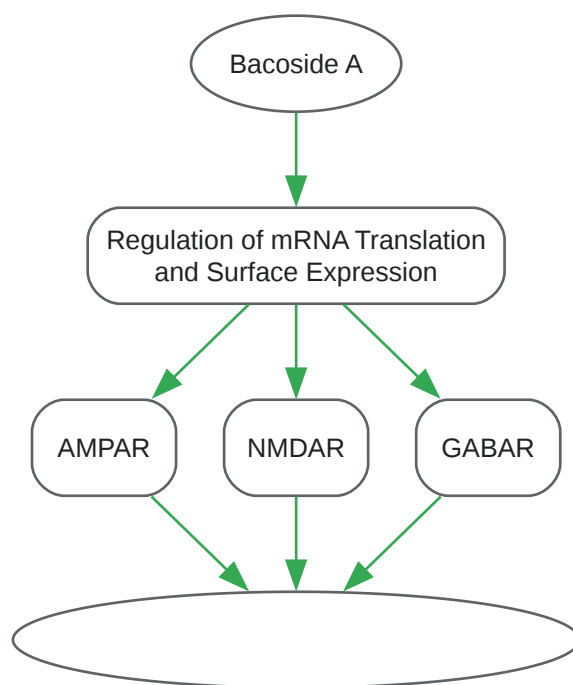 Bacoside A
Regulation of mRNA Translation
and Surface Expression
AMPAR
NMDAR
GABAR